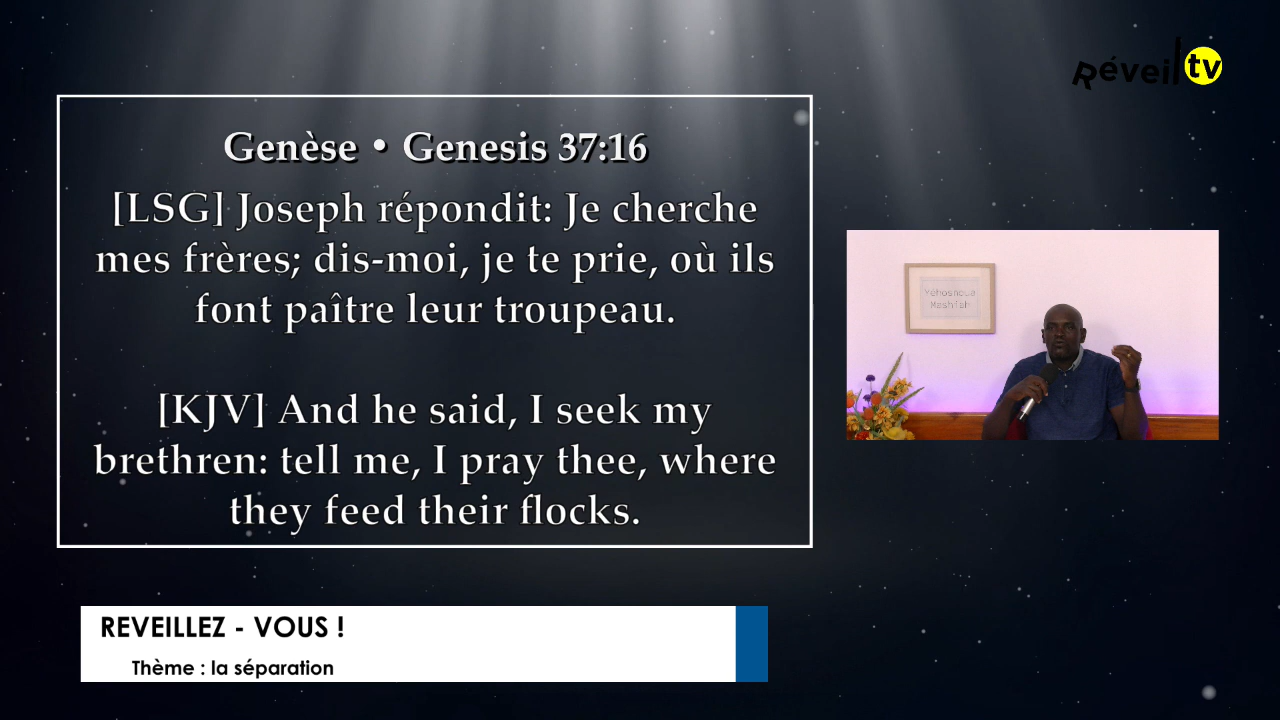 Réveil tv
Genèse • Genesis 37:16
[LSG] Joseph répondit: Je cherche
mes frères; dis-moi, je te prie, où ils
font paître leur troupeau.
[KJV] And he said, I seek my
brethren: tell me, I pray thee, where
they feed their flocks.
Yehoshoua
Mashiah
REVEILLEZ - VOUS !
Thème : la séparation